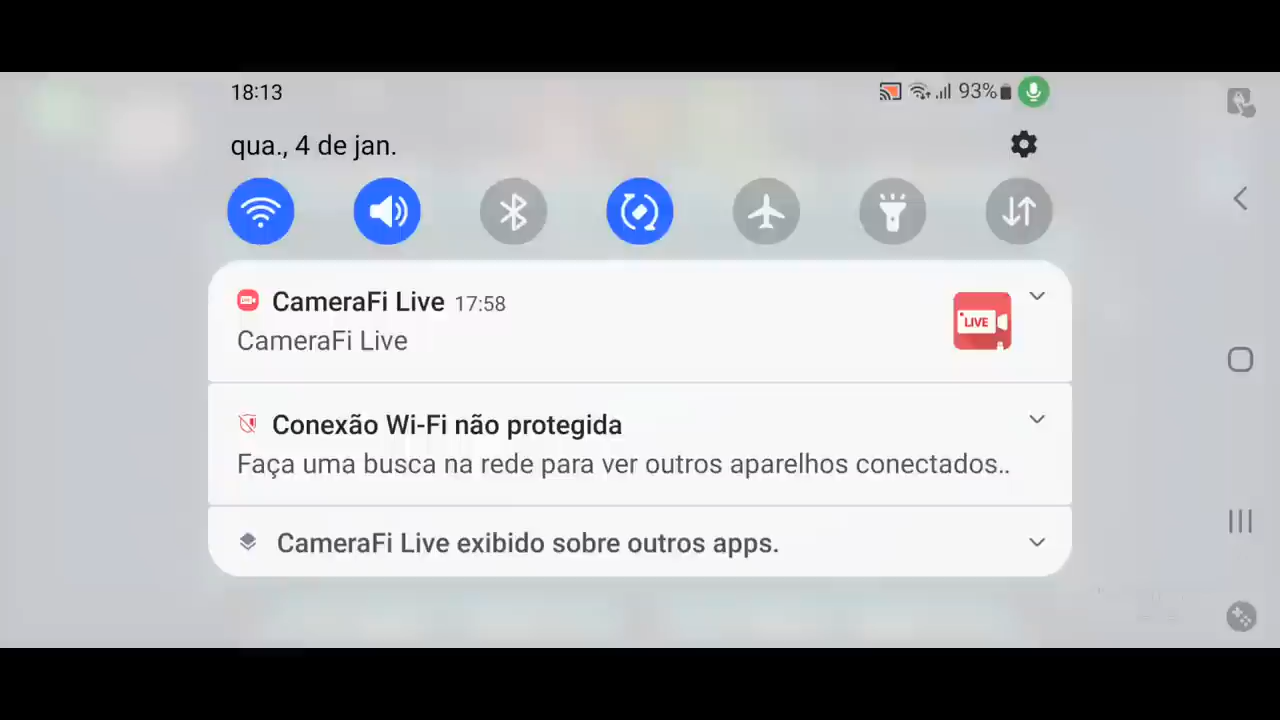 18:13
93%
qua., 4 de jan.
CameraFi Live 17:58
CameraFi Live
LIVE
Conexão Wi-Fi não protegida
Faça uma busca na rede para ver outros aparelhos conectados..
CameraFi Live exibido sobre outros apps.